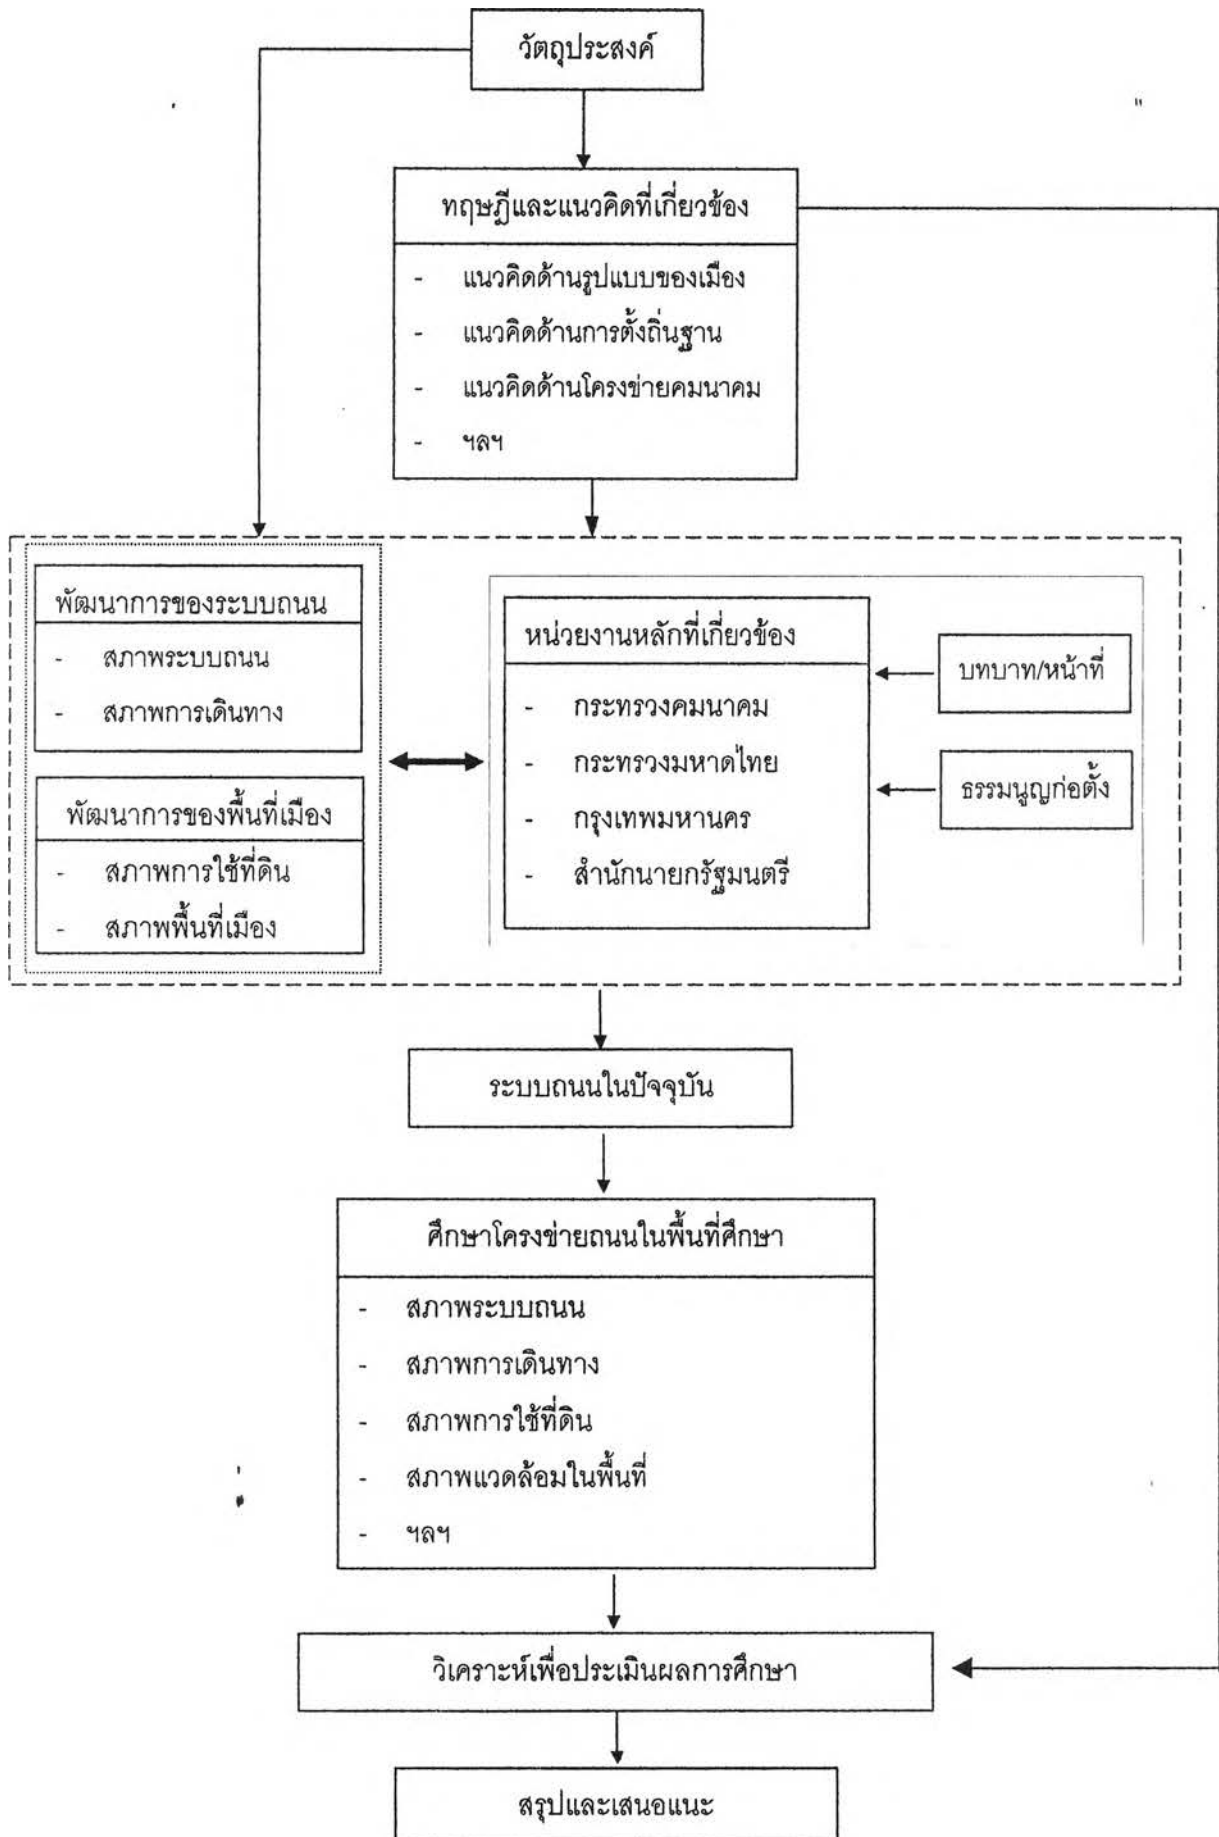 วัตถุประสงค์
ทฤษฎีและแนวคิดที่เกี่ยวข้อง
- แนวคิดด้านรูปแบบของเมือง
- แนวคิดด้านการตั้งถิ่นฐาน
- แนวคิดด้านโครงข่ายคมนาคม
- ฯลฯ
พัฒนาการของระบบถนน
- สภาพระบบถนน
- สภาพการเดินทาง
พัฒนาการของพื้นที่เมือง
- สภาพการใช้ที่ดิน
- สภาพพื้นที่เมือง
หน่วยงานหลักที่เกี่ยวข้อง
- กระทรวงคมนาคม
- กระทรวงมหาดไทย
- กรุงเทพมหานคร
- สำนักนายกรัฐมนตรี
บทบาท/หน้าที่
ธรรมนูญก่อตั้ง
ระบบถนนในปัจจุบัน
ศึกษาโครงข่ายถนนในพื้นที่ศึกษา
- สภาพระบบถนน
- สภาพการเดินทาง
- สภาพการใช้ที่ดิน
- สภาพแวดล้อมในพื้นที่
- ฯลฯ
วิเคราะห์เพื่อประเมินผลการศึกษา
สรุปและเสนอแนะ